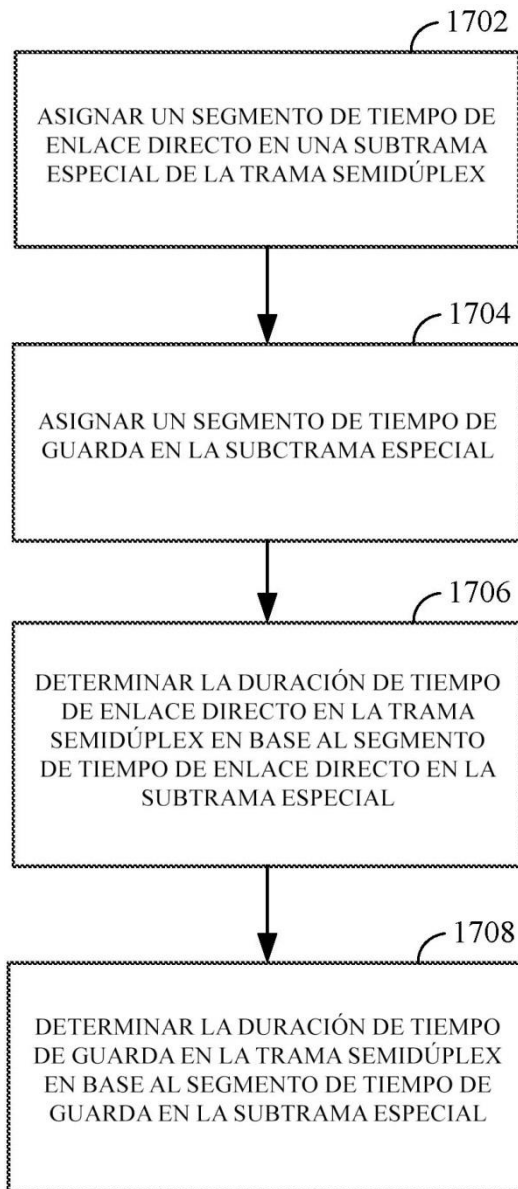 1702
ASIGNAR UN SEGMENTO DE TIEMPO DE
ENLACE DIRECTO EN UNA SUBTRAMA
ESPECIAL DE LA TRAMA SEMIDÚPLEX
1704
ASIGNAR UN SEGMENTO DE TIEMPO DE
GUARDA EN LA SUBCTRAMA ESPECIAL
1706
DETERMINAR LA DURACIÓN DE TIEMPO
DE ENLACE DIRECTO EN LA TRAMA
SEMIDÚPLEX EN BASE AL SEGMENTO
DE TIEMPO DE ENLACE DIRECTO EN LA
SUBTRAMA ESPECIAL
1708
DETERMINAR LA DURACIÓN DE TIEMPO
DE GUARDA EN LA TRAMA SEMIDÚPLEX
EN BASE AL SEGMENTO DE TIEMPO DE
GUARDA EN LA SUBTRAMA ESPECIAL